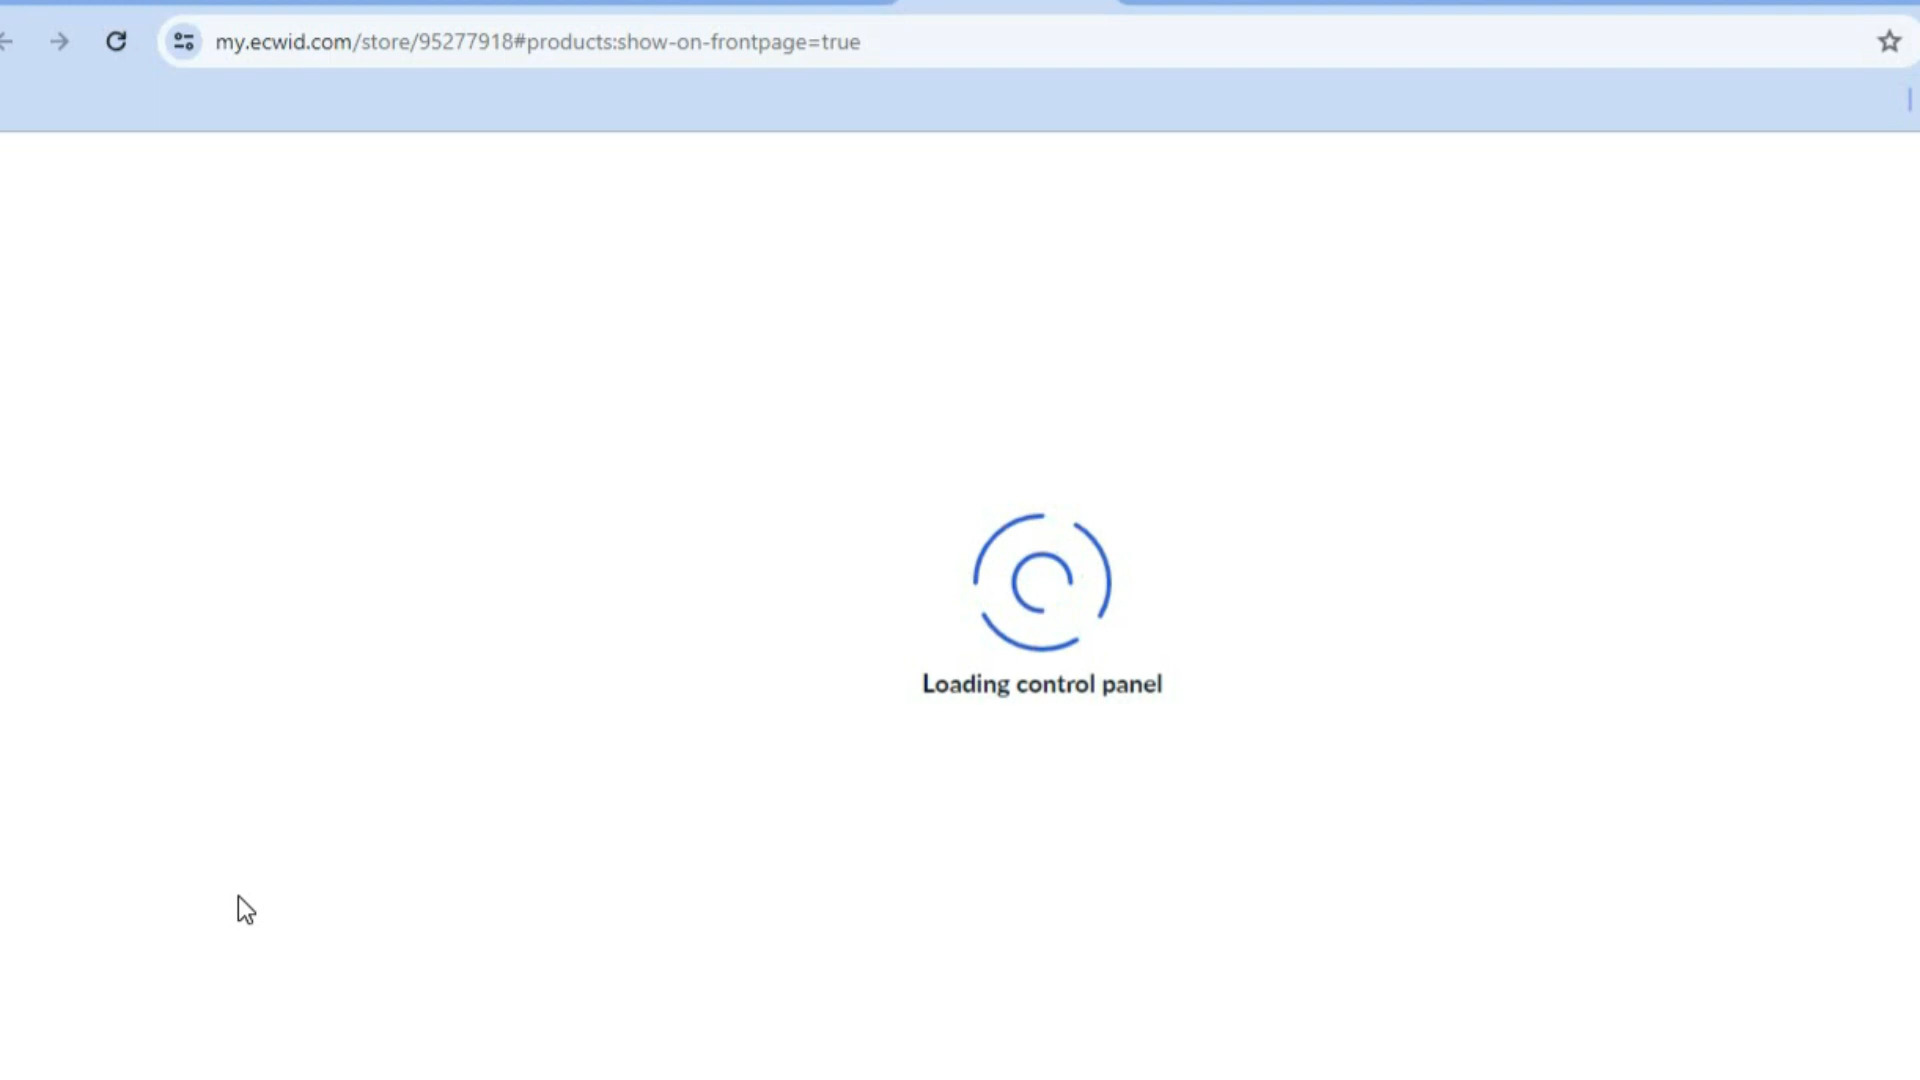 my.ecwid.com/store/95277918#products:show-on-frontpage=true
Loading control panel